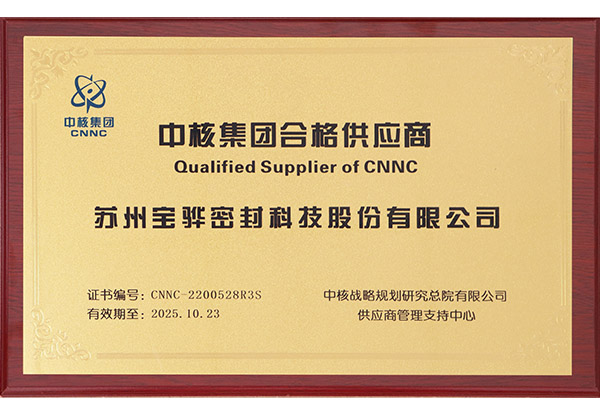 中核集团
CNNC
中核集团合格供应商
Qualified Supplier of CNNC
苏州宝骅密封科技股份有限公司
证书编号：CNNC-2200528R3S
有效期至：2025.10.23
中核战略规划研究总院有限公司
供应商管理支持中心